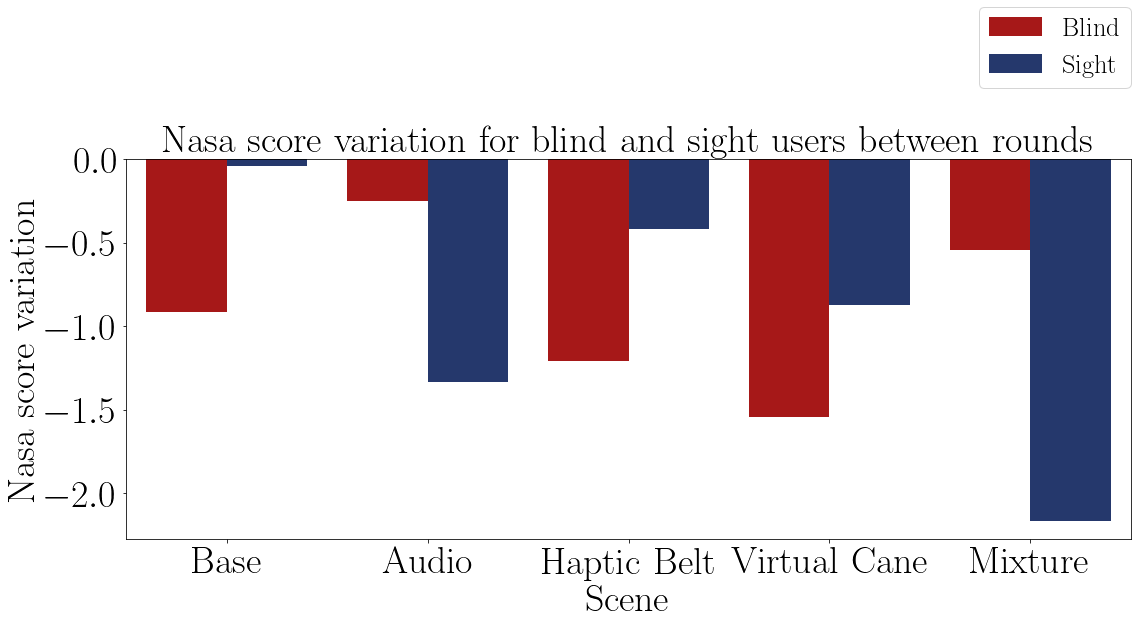 Blind
Sight
Nasa score variation for blind and sight users between rounds
Nasa score variation
0.0
−0.5
−1.0
−1.5
−2.0
Base
Audio
Haptic Belt
Virtual Cane
Mixture
Scene